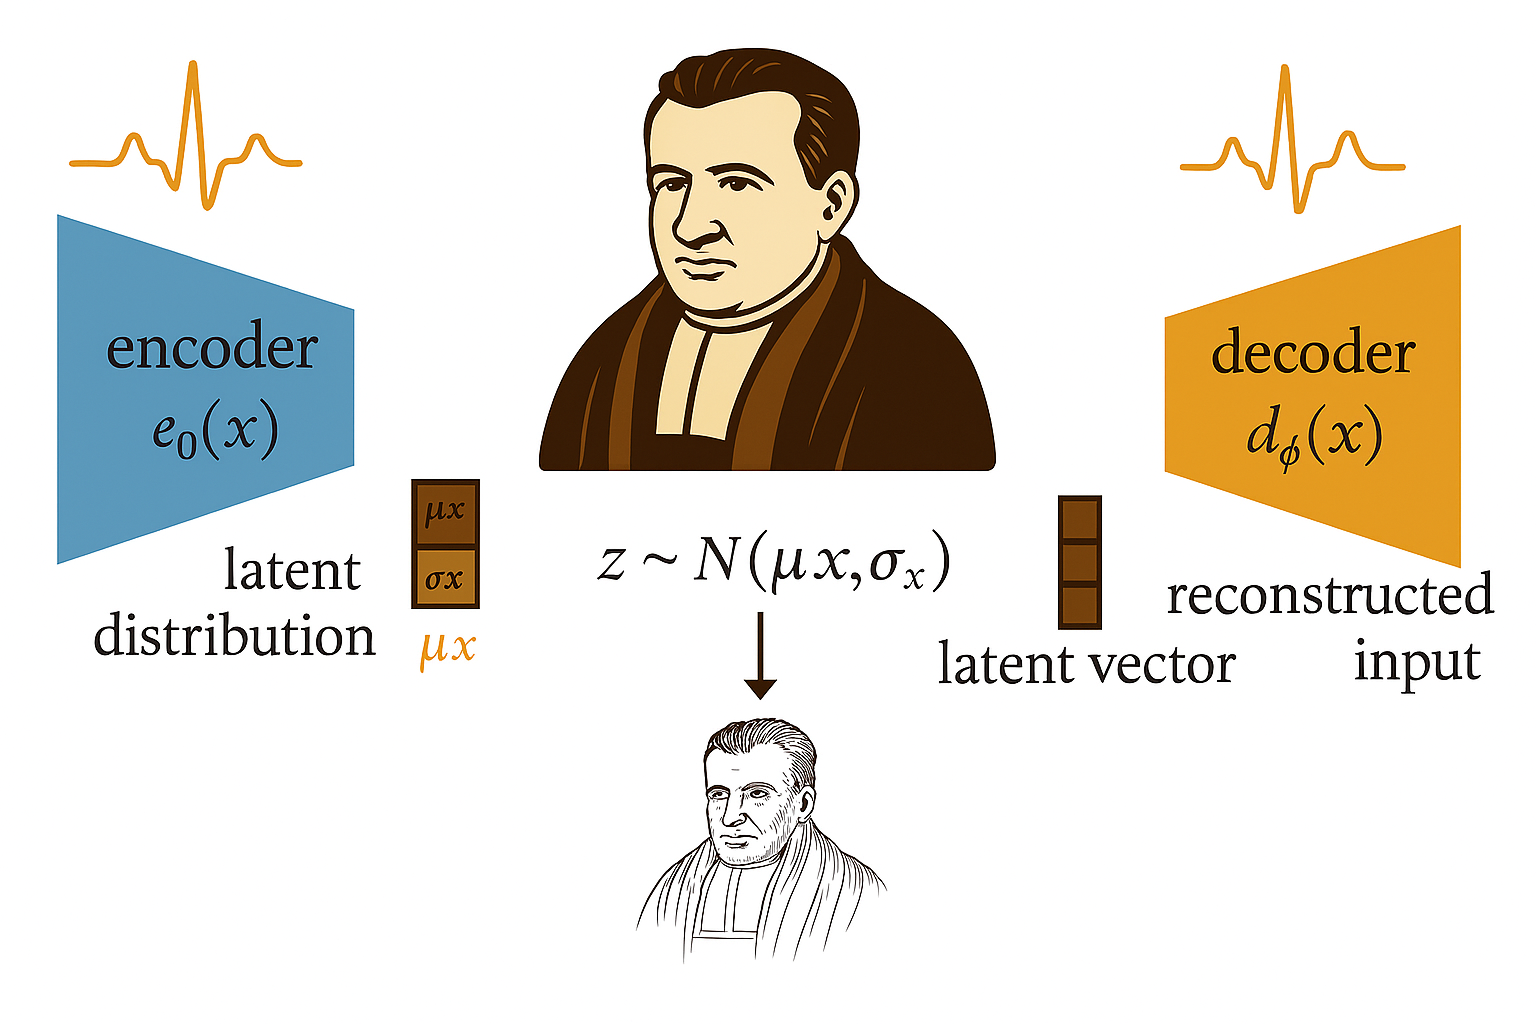 encoder
e₀(x)
latent
distribution
μx
σx
μx
z ~ N(μx,σₓ)
latent vector
decoder
d_ϕ(x)
reconstructed
input